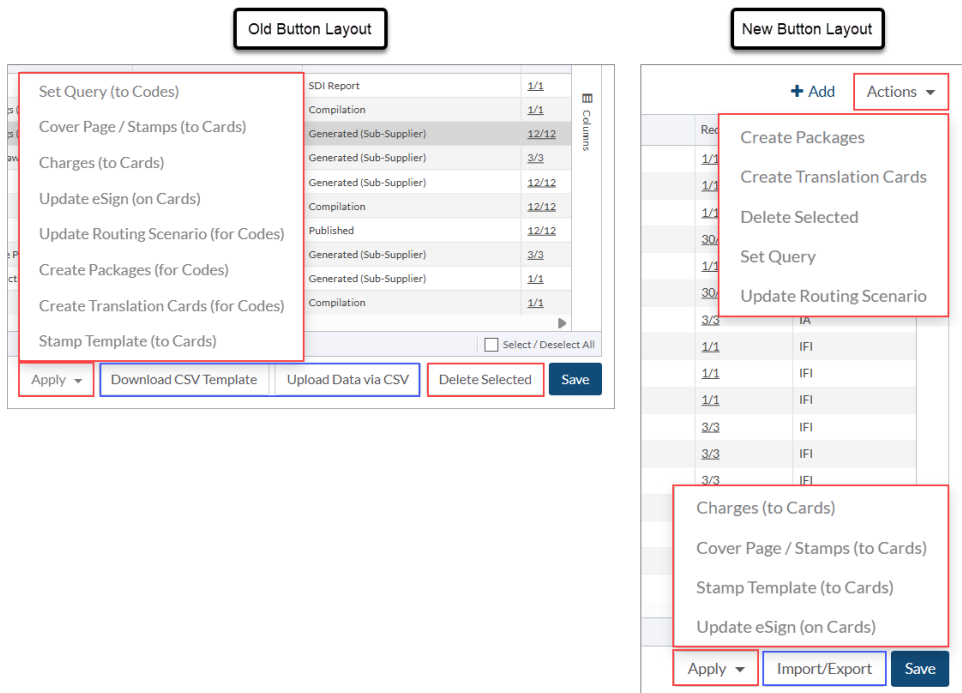 Old Button Layout
New Button Layout
Set Query (to Codes)
Cover Page / Stamps (to Cards)
Charges (to Cards)
Update eSign (on Cards)
Update Routing Scenario (for Codes)
Create Packages (for Codes)
Create Translation Cards (for Codes)
Stamp Template (to Cards)
SDI Report 1/1
Compilation 1/1
Generated (Sub-Supplier) 12/12
Generated (Sub-Supplier) 3/3
Generated (Sub-Supplier) 12/12
Compilation 12/12
Published 12/12
Generated (Sub-Supplier) 3/3
Generated (Sub-Supplier) 1/1
Compilation 1/1
Columns
Select / Deselect All
Apply
Download CSV Template
Upload Data via CSV
Delete Selected
Save
+ Add
Actions
Create Packages
Create Translation Cards
Delete Selected
Set Query
Update Routing Scenario
3/3 IA
1/1 IFI
1/1 IFI
1/1 IFI
3/3 IFI
3/3 IFI
3/3 IFI
Charges (to Cards)
Cover Page / Stamps (to Cards)
Stamp Template (to Cards)
Update eSign (on Cards)
Apply
Import/Export
Save